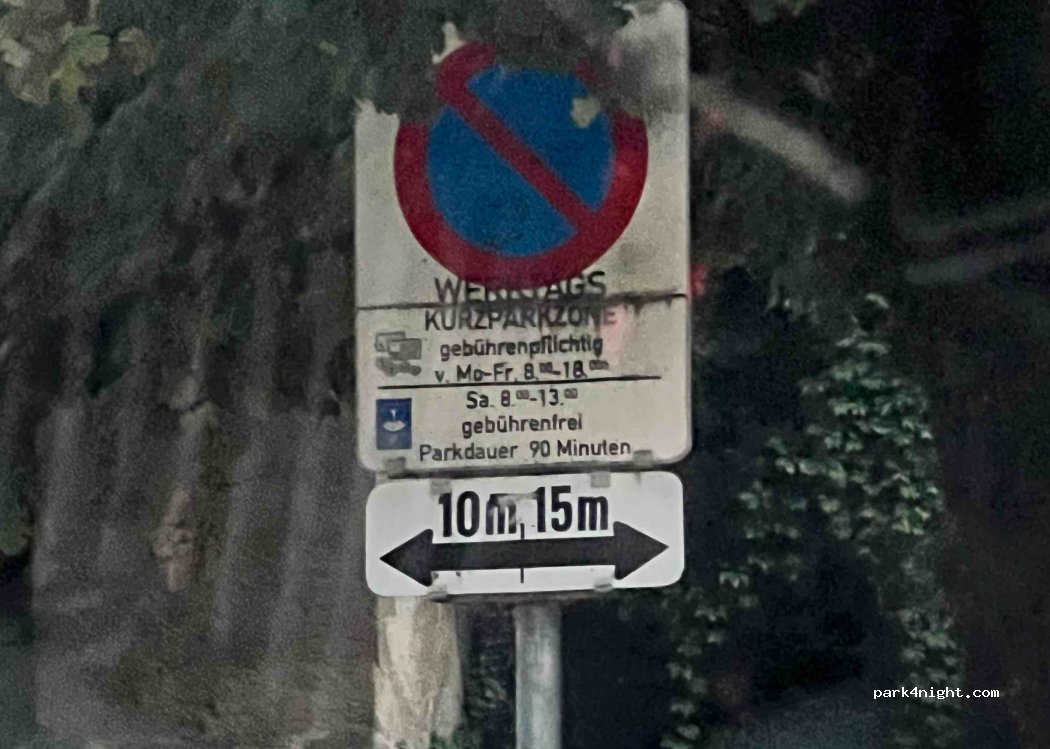 WERKTAGS
KURZPARKZONE
gebührenpflichtig
v. Mo-Fr. 8.00-18.00
Sa. 8.00-13.00
gebührenfrei
Parkdauer 90 Minuten
10m 15m
park4night.com